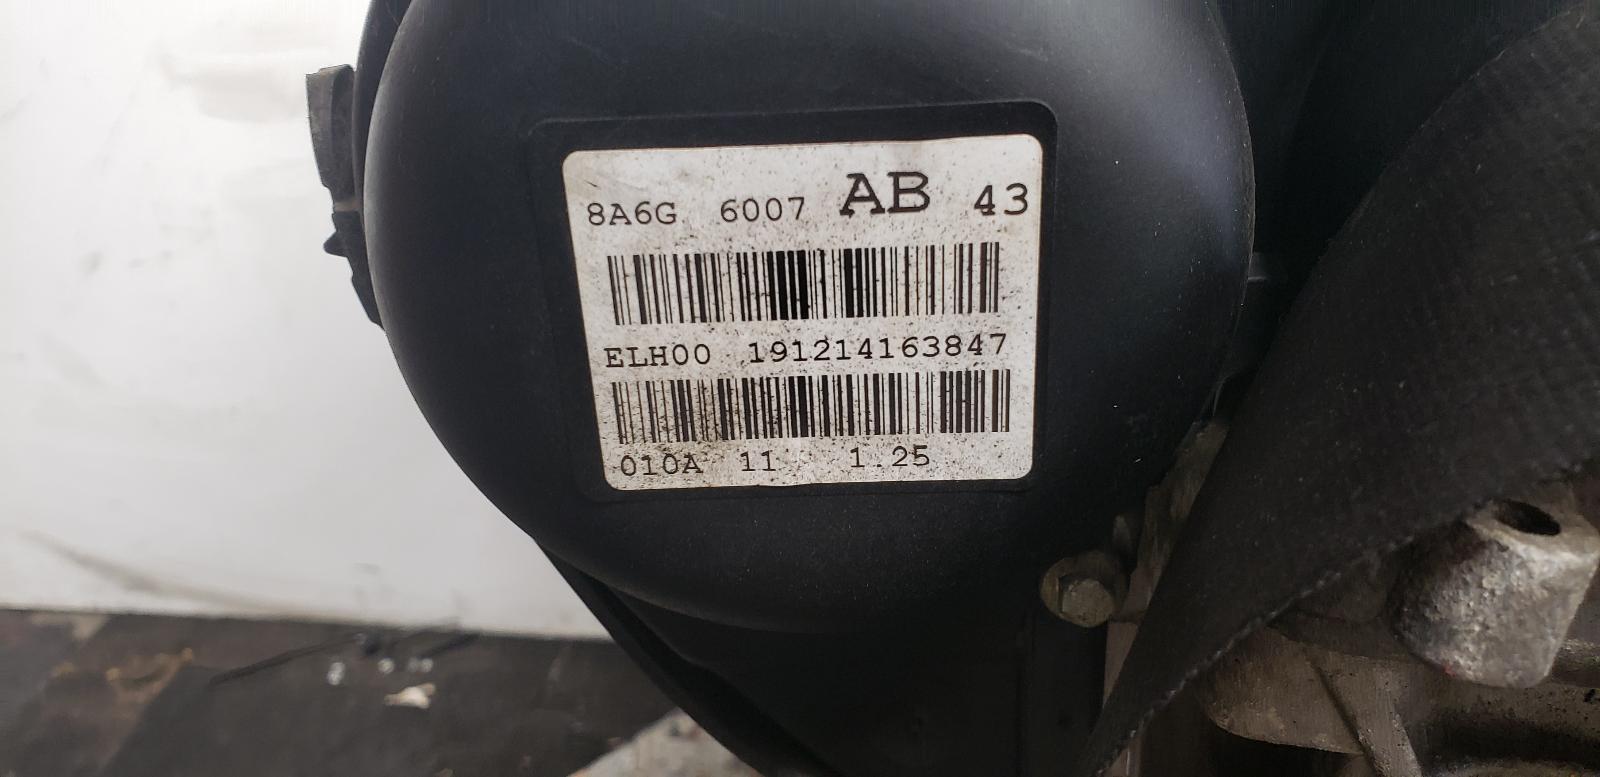 8A6G 6007 AB 43
ELH00 191214163847
010A 11 1.25